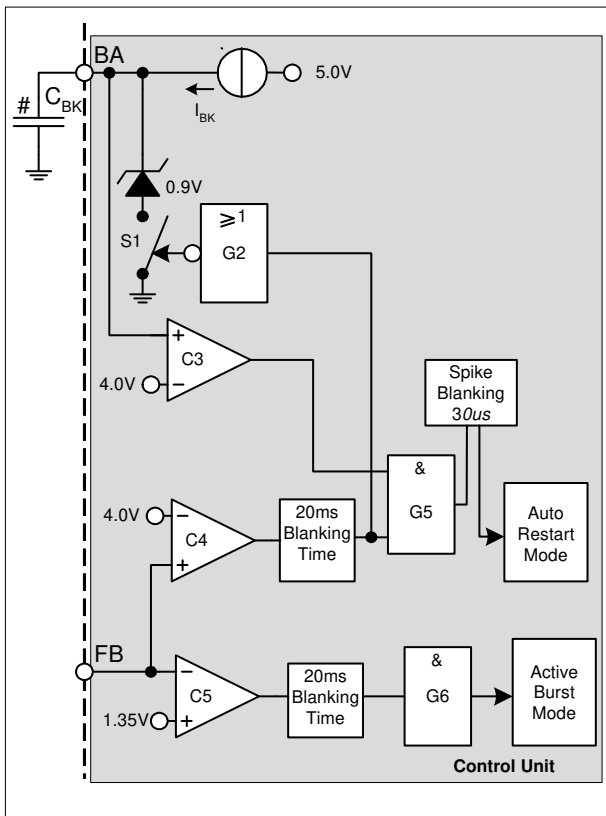 BA
5.0V
# C_BK
I_BK
0.9V
S1
≥1
G2
C3
4.0V
Spike
Blanking
30us
&
G5
4.0V
C4
20ms
Blanking
Time
Auto
Restart
Mode
FB
C5
1.35V
20ms
Blanking
Time
&
G6
Active
Burst
Mode
Control Unit
+
−
−
+
−
+